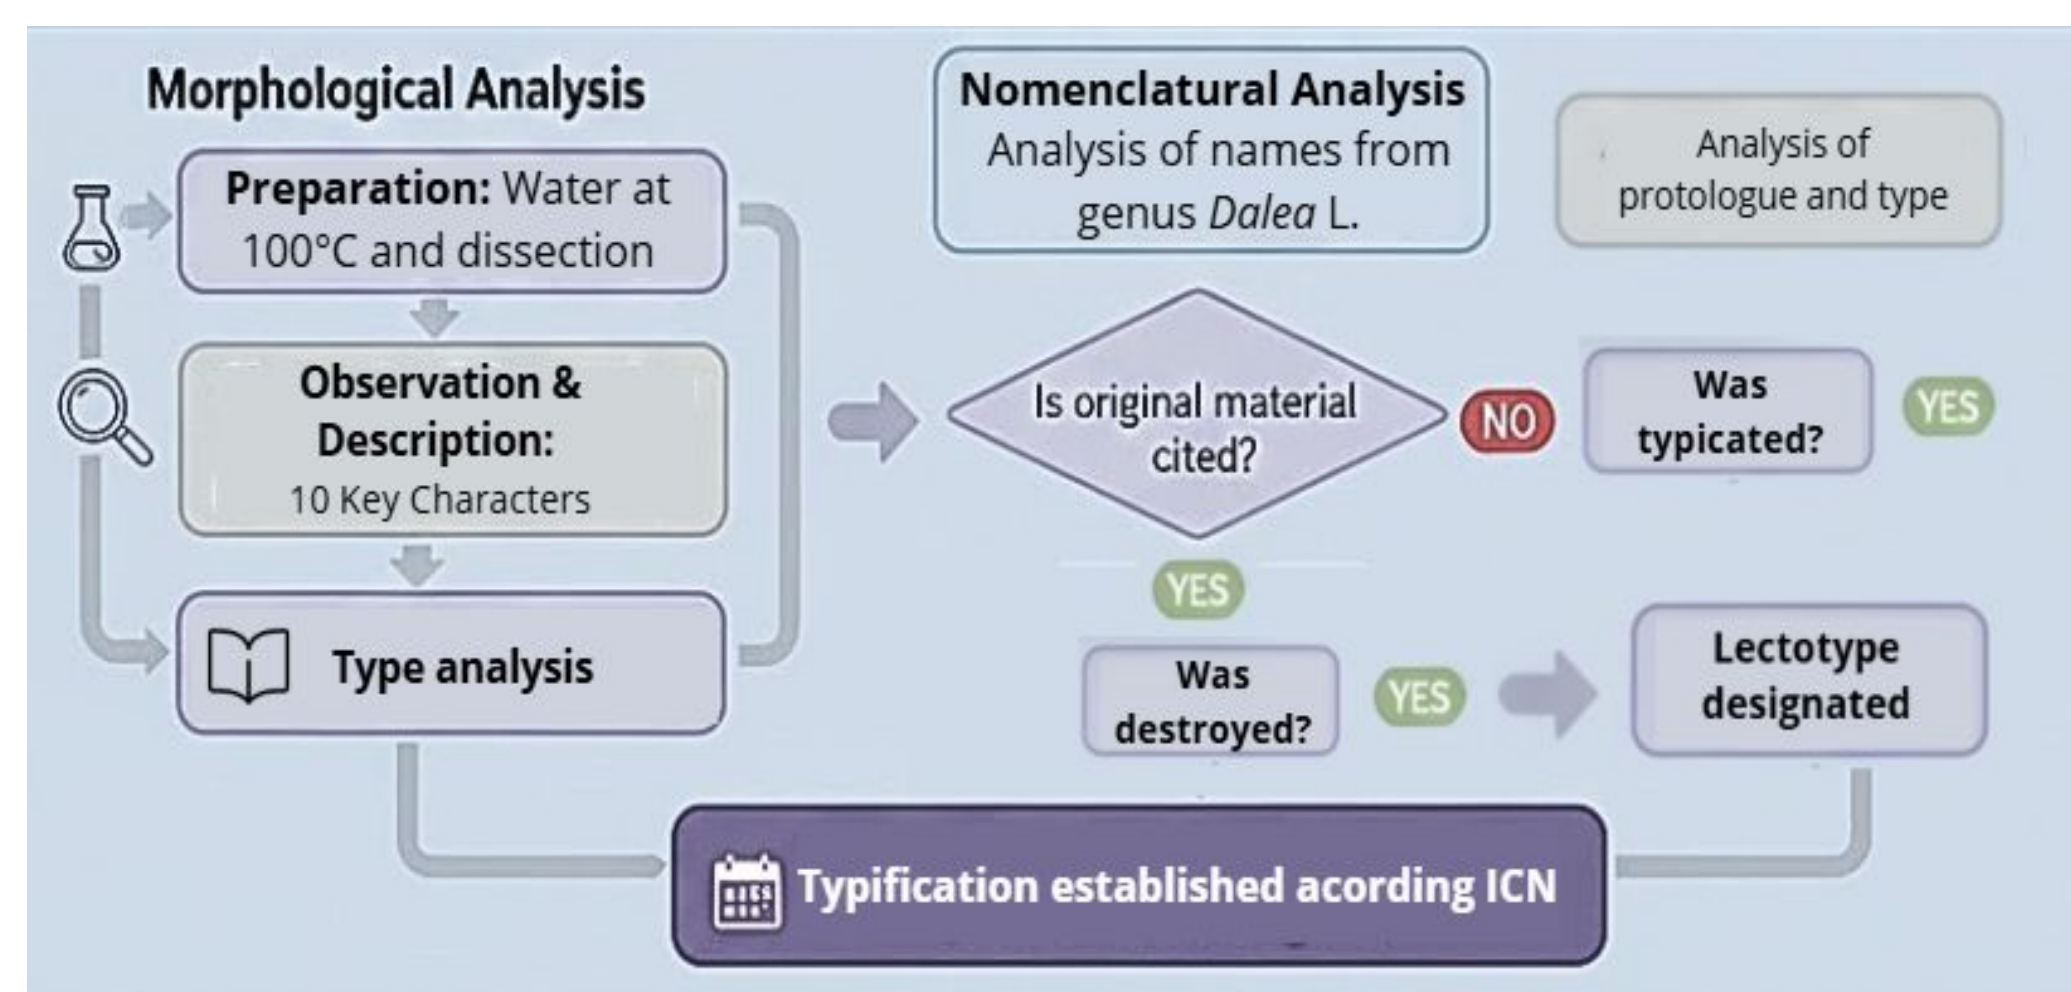 Morphological Analysis
Preparation: Water at
100°C and dissection
Observation &
Description:
10 Key Characters
Type analysis
Nomenclatural Analysis
Analysis of names from
genus Dalea L.
Analysis of
protologue and type
Is original material
cited?
NO
Was
typicated?
YES
YES
Was
destroyed?
YES
Lectotype
designated
Typification established acording ICN